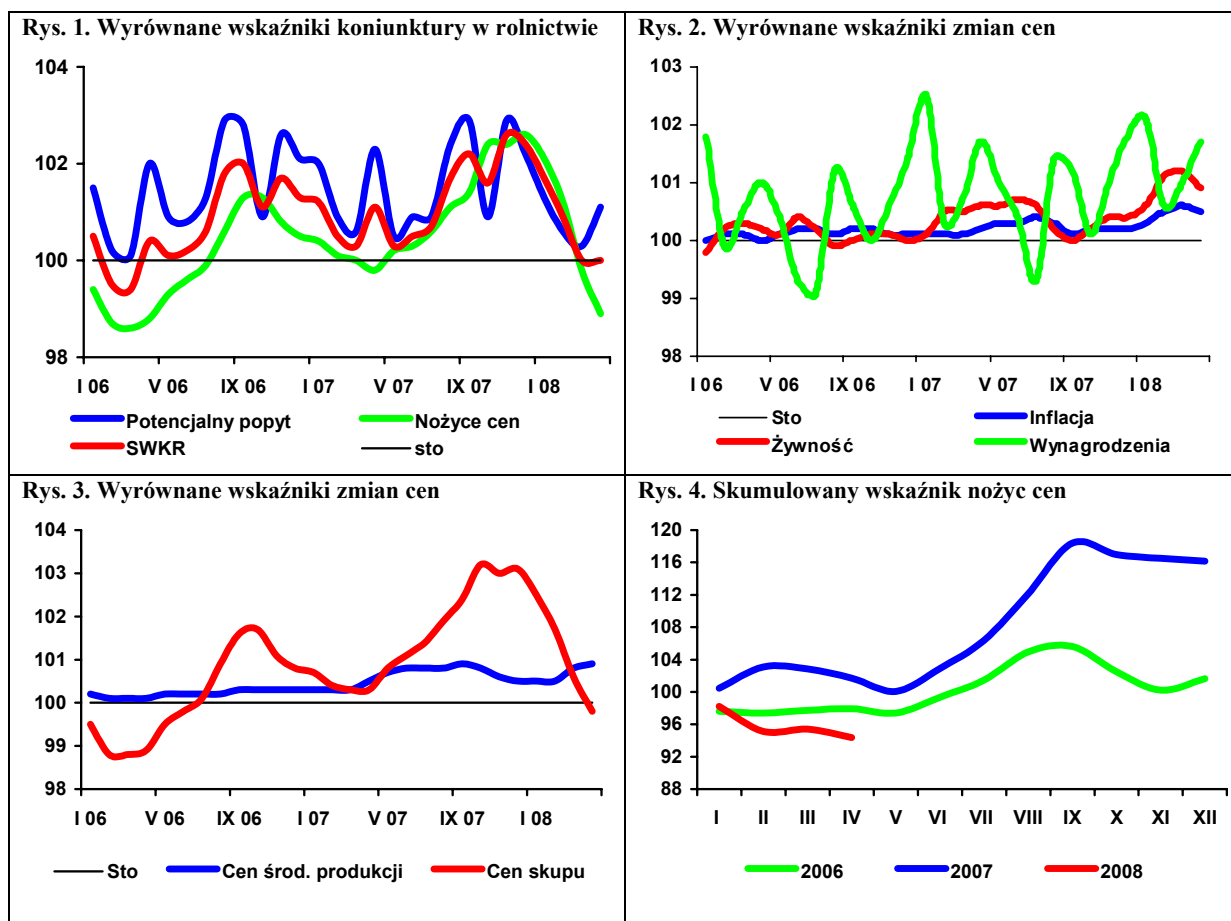 Rys. 1. Wyrównane wskaźniki koniunktury w rolnictwie
104
102
100
98
I 06 V 06 IX 06 I 07 V 07 IX 07 I 08
Potencjalny popyt Nożyce cen
SWKR sto
Rys. 2. Wyrównane wskaźniki zmian cen
103
102
101
100
99
98
I 06 V 06 IX 06 I 07 V 07 IX 07 I 08
Sto Inflacja
Żywność Wynagrodzenia
Rys. 3. Wyrównane wskaźniki zmian cen
104
103
102
101
100
99
98
I 06 V 06 IX 06 I 07 V 07 IX 07 I 08
Sto Cen środ. produkcji Cen skupu
Rys. 4. Skumulowany wskaźnik nożyc cen
120
116
112
108
104
100
96
92
88
I II III IV V VI VII VIII IX X XI XII
2006 2007 2008